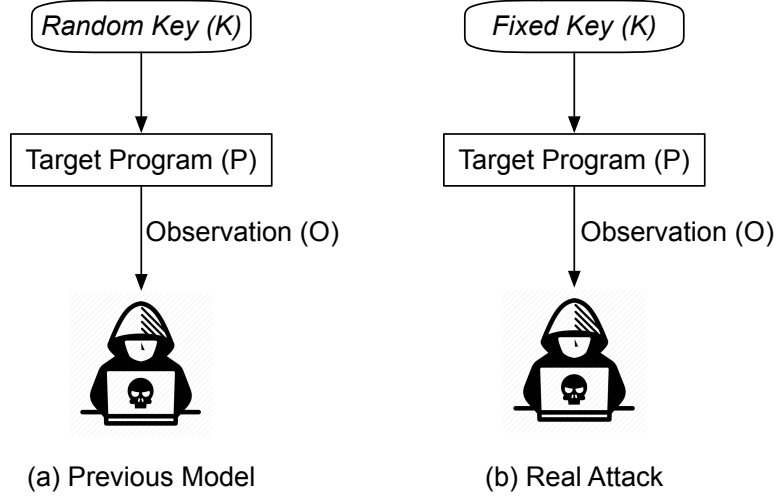 Random Key (K)
Target Program (P)
Observation (O)
(a) Previous Model
Fixed Key (K)
Target Program (P)
Observation (O)
(b) Real Attack